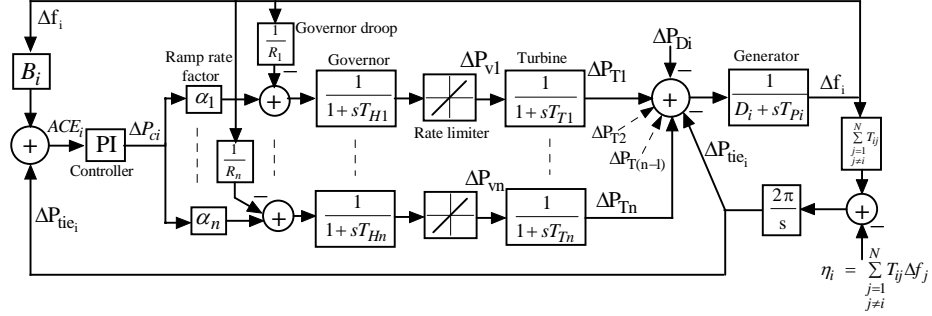 Δf_i
Governor droop
1/R_1
ΔP_Di
B_i
Ramp rate factor
Governor
ΔP_v1
Turbine
ΔP_T1
Generator
Δf_i
−
−
α_1
+
1/(1 + sT_H1)
1/(1 + sT_T1)
+
−
1/(D_i + sT_Pi)
ACE_i
ΔP_ci
Rate limiter
ΔP_T2
+
PI
ΔP_T(n−1)
ΔP_tie_i
∑_{j=1, j≠i}^{N} T_ij
Controller
1/R_n
ΔP_vn
−
ΔP_Tn
ΔP_tie_i
α_n
+
1/(1 + sT_Hn)
1/(1 + sT_Tn)
2π/s
+
−
η_i = ∑_{j=1, j≠i}^{N} T_ij Δf_j